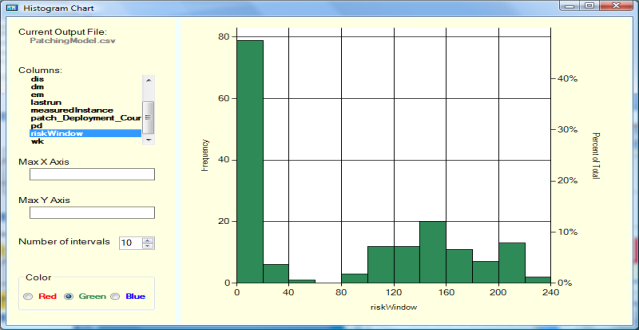 Histogram Chart
Current Output File:
PatchingModel.csv
Columns:
dis
dm
em
lastrun
measuredInstance
patch_Deployment_Cour
pd
riskWindow
wk
Max X Axis
Max Y Axis
Number of intervals 10
Color
Red Green Blue
Frequency
80
60
40
20
0
40%
30%
20%
10%
0%
Percent of Total
0 40 80 120 160 200 240
riskWindow